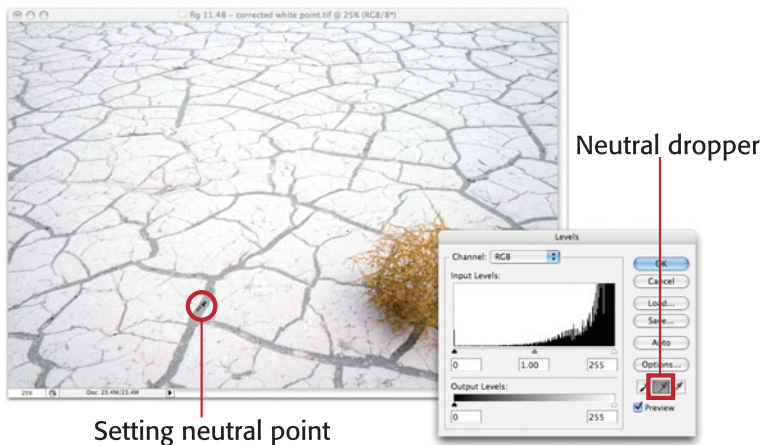 fig 11.48 – corrected white point.tif @ 25% (RGB/8*)
Neutral dropper
Levels
Channel: RGB
OK
Input Levels:
Cancel
Load...
Save...
Auto
0 1.00 255
Options...
Output Levels:
Preview
0 255
25% Doc: 23.4M/23.4M
Setting neutral point